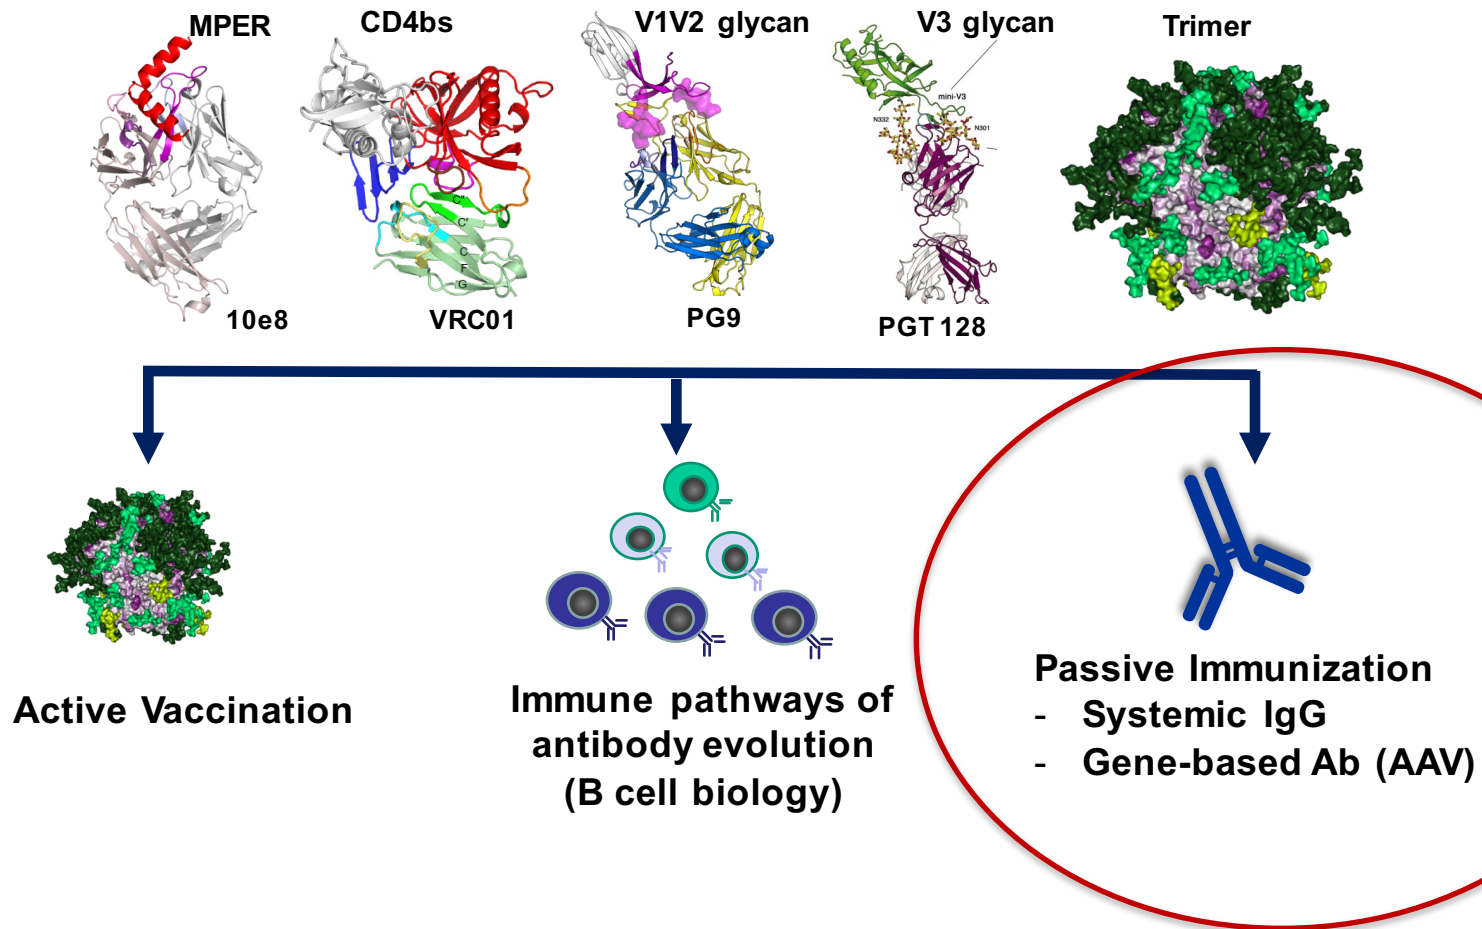 MPER
CD4bs
V1V2 glycan
V3 glycan
Trimer
mini-V3
N332
N301
C"
C'
C
F
G
10e8
VRC01
PG9
PGT 128
Active Vaccination
Immune pathways of
antibody evolution
(B cell biology)
Passive Immunization
- Systemic IgG
- Gene-based Ab (AAV)